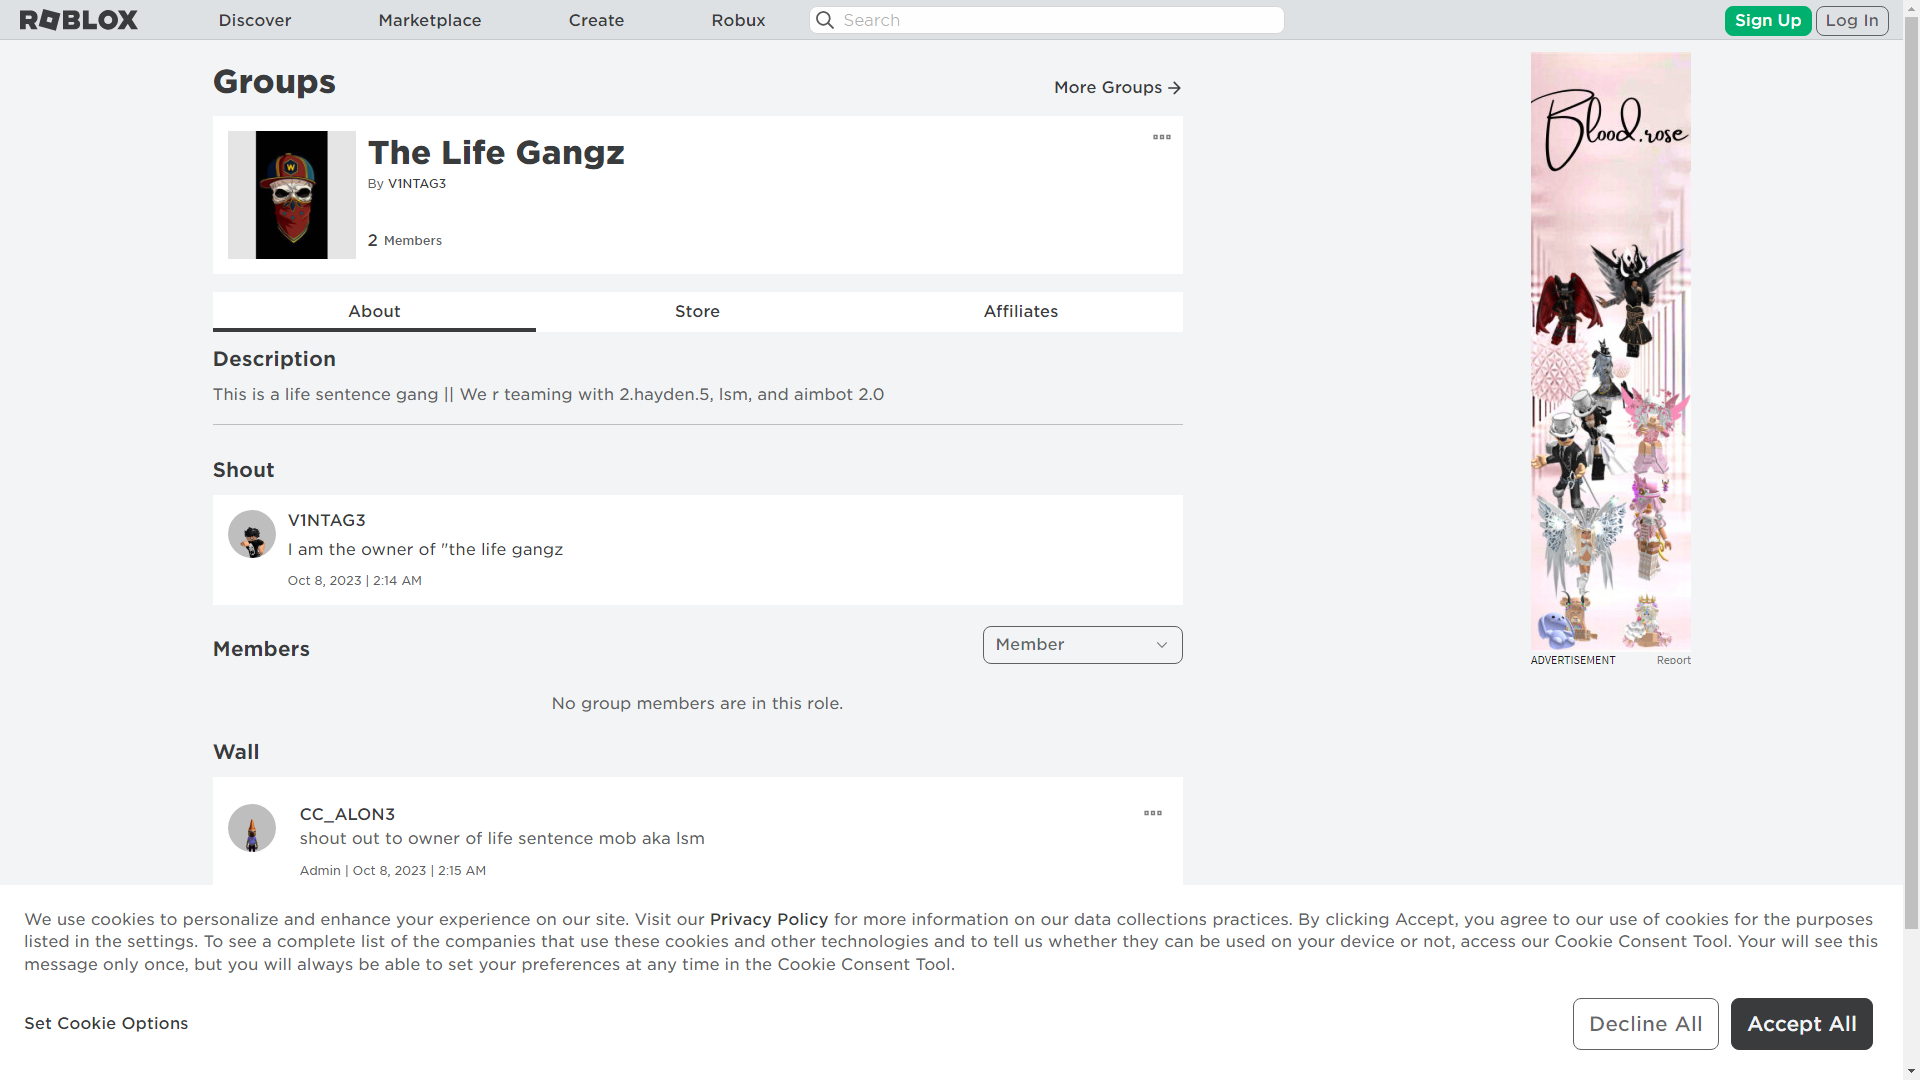 ROBLOX Discover Marketplace Create Robux Search Sign Up Log In
Groups
More Groups
The Life Gangz
By V1NTAG3
2 Members
About Store Affiliates
Description
This is a life sentence gang || We r teaming with 2.hayden.5, lsm, and aimbot 2.0
Shout
V1NTAG3
I am the owner of "the life gangz
Oct 8, 2023 | 2:14 AM
Members
Member
No group members are in this role.
Wall
CC_ALON3
shout out to owner of life sentence mob aka lsm
Admin | Oct 8, 2023 | 2:15 AM
Blood.rose
ADVERTISEMENT Report
We use cookies to personalize and enhance your experience on our site. Visit our Privacy Policy for more information on our data collections practices. By clicking Accept, you agree to our use of cookies for the purposes
listed in the settings. To see a complete list of the companies that use these cookies and other technologies and to tell us whether they can be used on your device or not, access our Cookie Consent Tool. Your will see this
message only once, but you will always be able to set your preferences at any time in the Cookie Consent Tool.
Set Cookie Options
Decline All
Accept All